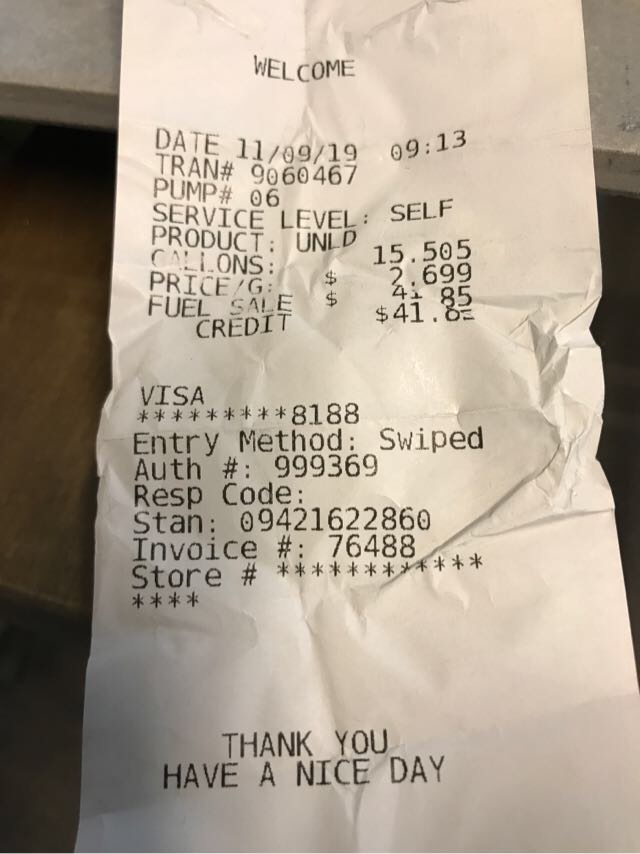 WELCOME
DATE 11/09/19 09:13
TRAN# 9060467
PUMP# 06
SERVICE LEVEL: SELF
PRODUCT: UNLD
GALLONS: 15.505
PRICE/G: $ 2.699
FUEL SALE $ 41.85
CREDIT $41.85
VISA
*********8188
Entry Method: Swiped
Auth #: 999369
Resp Code:
Stan: 09421622860
Invoice #: 76488
Store # ************
****
THANK YOU
HAVE A NICE DAY